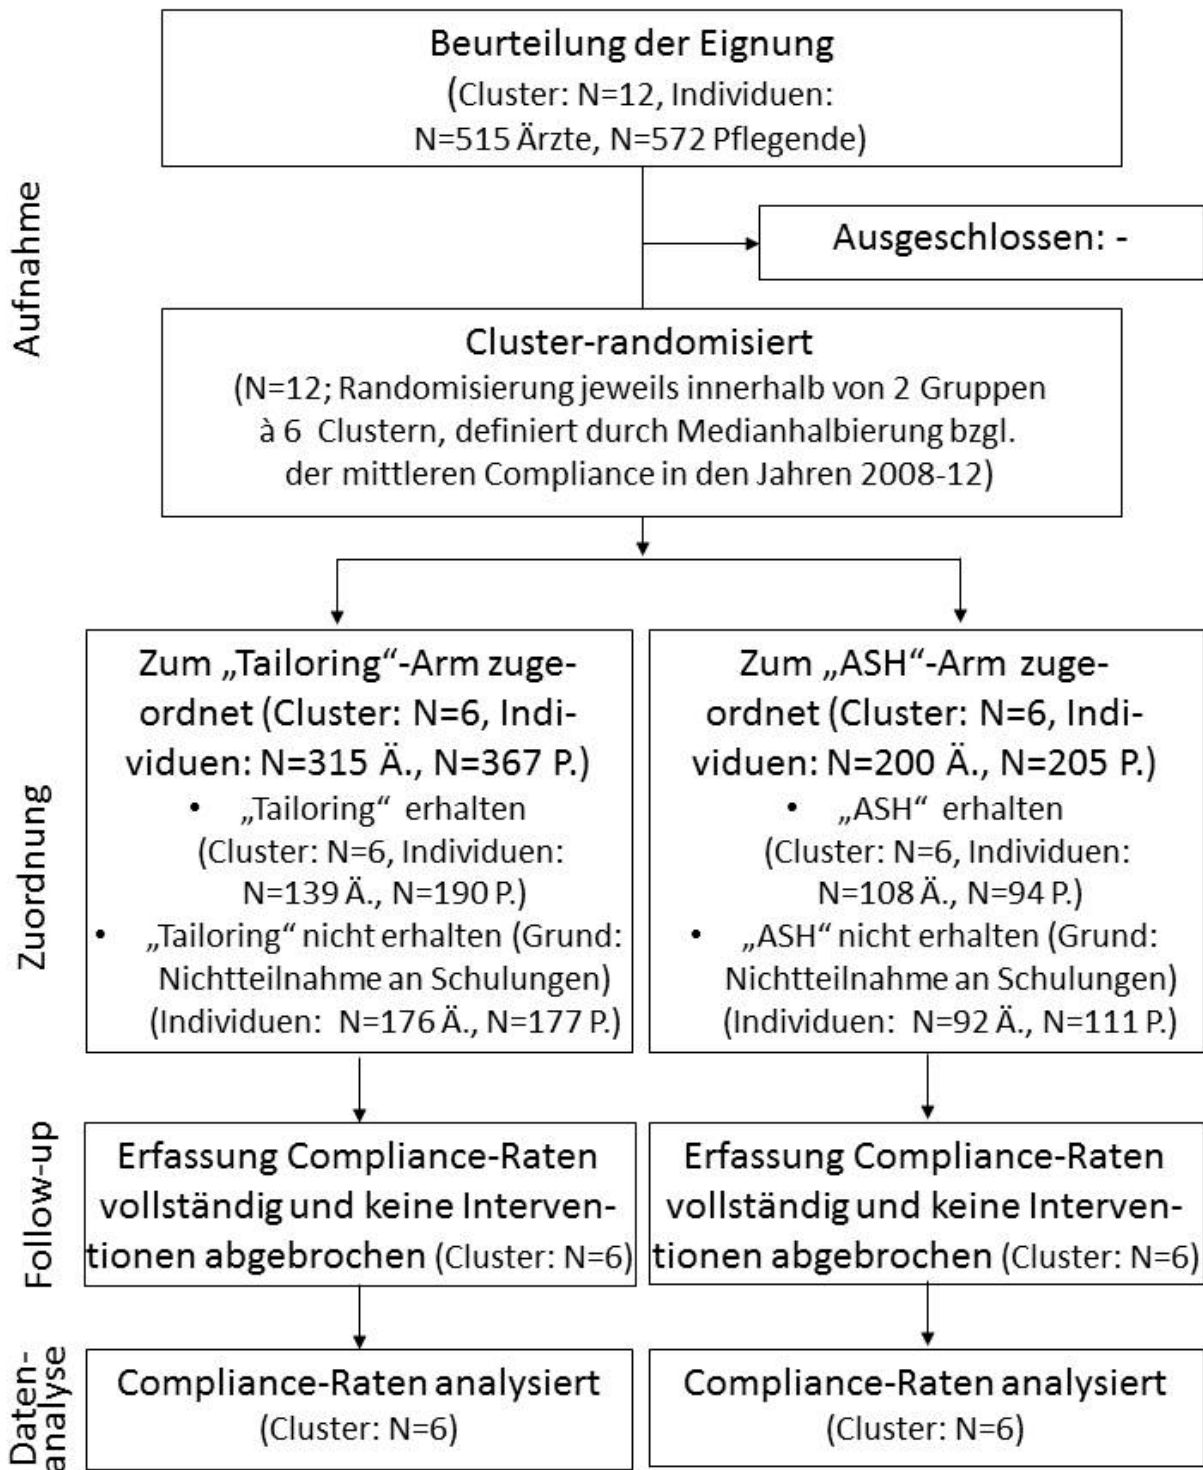 Aufnahme
Beurteilung der Eignung
(Cluster: N=12, Individuen:
N=515 Ärzte, N=572 Pflegende)
Ausgeschlossen: -
Cluster-randomisiert
(N=12; Randomisierung jeweils innerhalb von 2 Gruppen
à 6 Clustern, definiert durch Medianhalbierung bzgl.
der mittleren Compliance in den Jahren 2008-12)
Zuordnung
Zum „Tailoring“-Arm zuge-
ordnet (Cluster: N=6, Indi-
viduen: N=315 Ä., N=367 P.)
• „Tailoring“ erhalten
(Cluster: N=6, Individuen:
N=139 Ä., N=190 P.)
• „Tailoring“ nicht erhalten (Grund:
Nichtteilnahme an Schulungen)
(Individuen: N=176 Ä., N=177 P.)
Zum „ASH“-Arm zuge-
ordnet (Cluster: N=6, Indi-
viduen: N=200 Ä., N=205 P.)
• „ASH“ erhalten
(Cluster: N=6, Individuen:
N=108 Ä., N=94 P.)
• „ASH“ nicht erhalten (Grund:
Nichtteilnahme an Schulungen)
(Individuen: N=92 Ä., N=111 P.)
Follow-up
Erfassung Compliance-Raten
vollständig und keine Interven-
tionen abgebrochen (Cluster: N=6)
Erfassung Compliance-Raten
vollständig und keine Interven-
tionen abgebrochen (Cluster: N=6)
Daten-
analyse
Compliance-Raten analysiert
(Cluster: N=6)
Compliance-Raten analysiert
(Cluster: N=6)